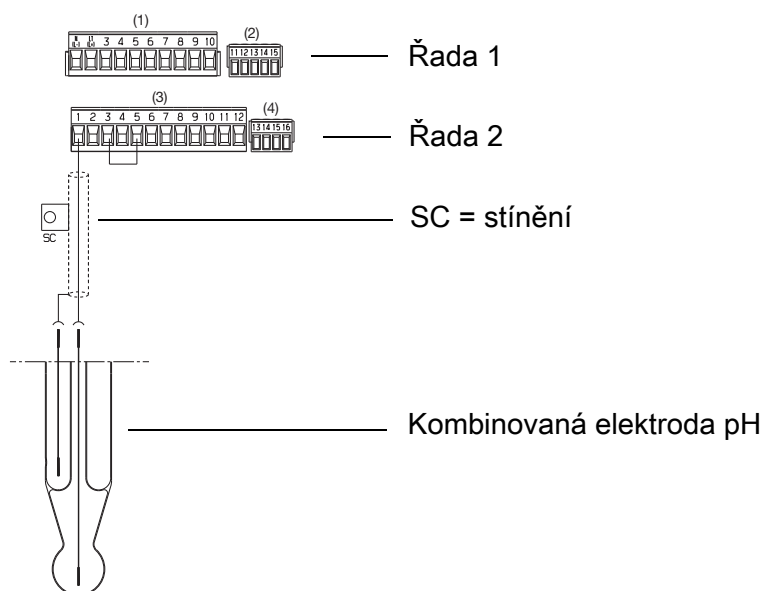 (1)
N (L-) L1 (L+) 3 4 5 6 7 8 9 10
(2)
11 12 13 14 15
Řada 1
(3)
1 2 3 4 5 6 7 8 9 10 11 12
(4)
13 14 15 16
Řada 2
SC
SC = stínění
Kombinovaná elektroda pH